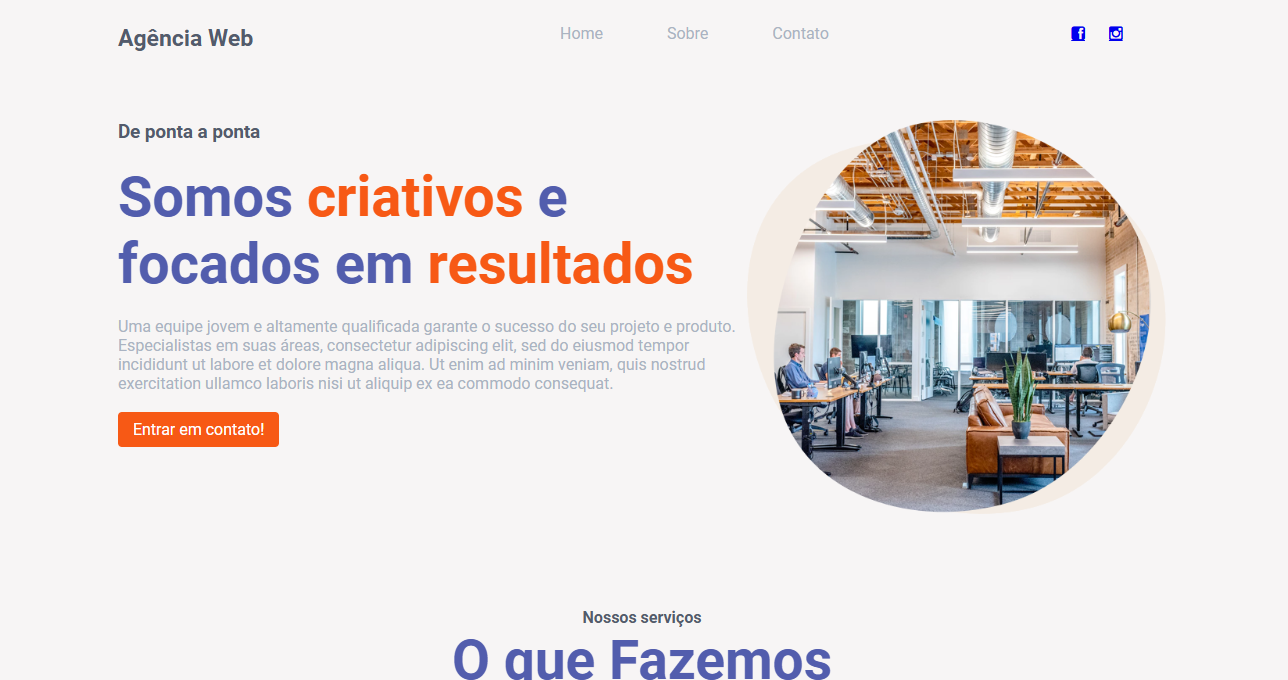 Agência Web
Home
Sobre
Contato
De ponta a ponta
Somos criativos e
focados em resultados
Uma equipe jovem e altamente qualificada garante o sucesso do seu projeto e produto.
Especialistas em suas áreas, consectetur adipiscing elit, sed do eiusmod tempor
incididunt ut labore et dolore magna aliqua. Ut enim ad minim veniam, quis nostrud
exercitation ullamco laboris nisi ut aliquip ex ea commodo consequat.
Entrar em contato!
Nossos serviços
O que Fazemos